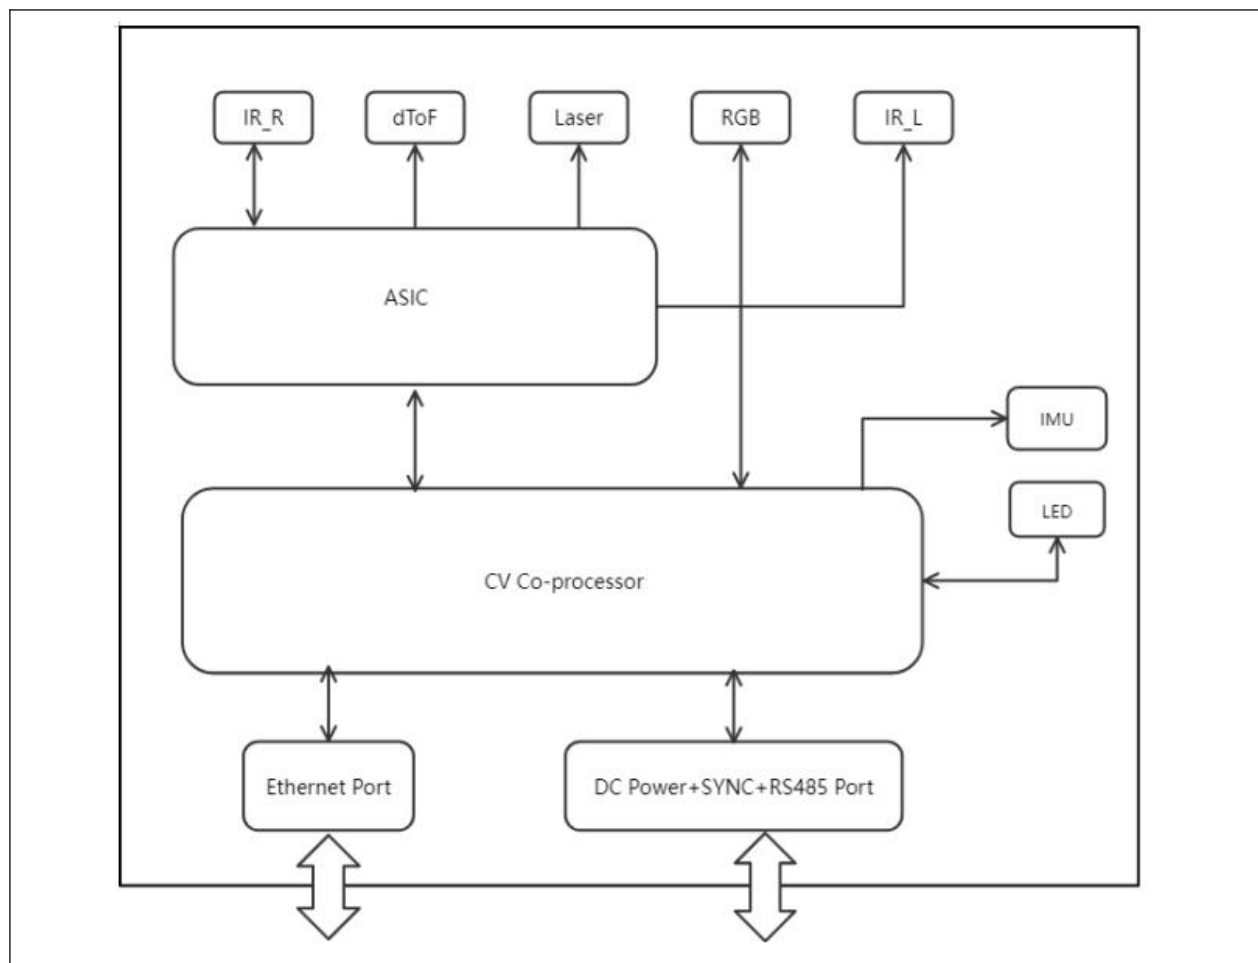 IR_R
dToF
Laser
RGB
IR_L
ASIC
IMU
LED
CV Co-processor
Ethernet Port
DC Power+SYNC+RS485 Port